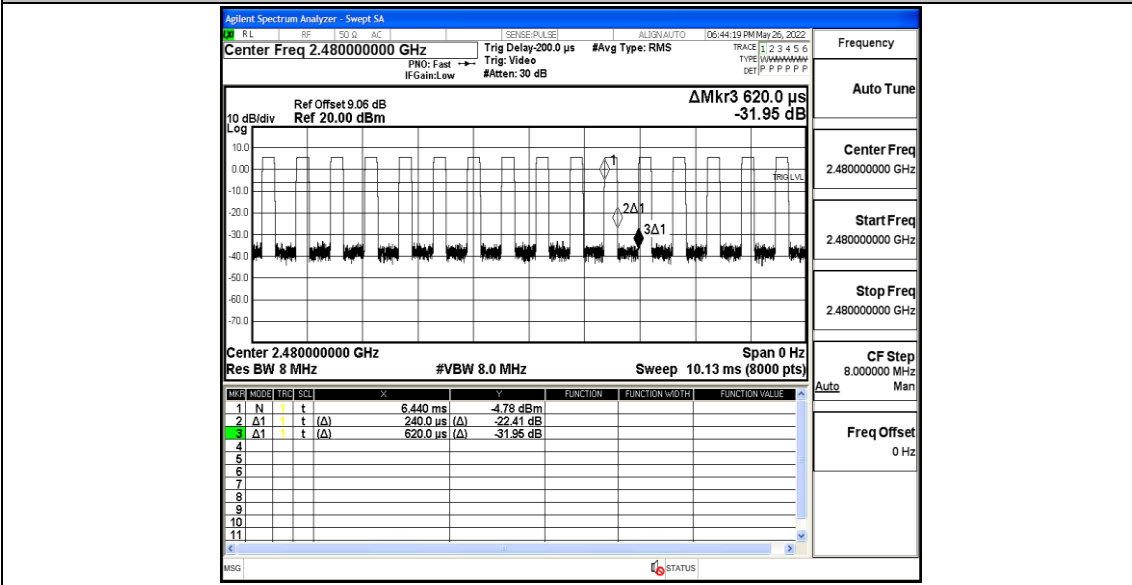 Agilent Spectrum Analyzer - Swept SA
RL RF 50 Ω AC SENSE:PULSE ALIGN AUTO 06:44:19 PM May 26, 2022
Center Freq 2.480000000 GHz
PNO: Fast
IFGain:Low
Trig Delay-200.0 µs
Trig: Video
#Atten: 30 dB
#Avg Type: RMS
TRACE 1 2 3 4 5 6
TYPE WWWWWW
DET P P P P P P
ΔMkr3 620.0 µs
-31.95 dB
Ref Offset 9.06 dB
10 dB/div Ref 20.00 dBm
Log
10.0
0.00
-10.0
-20.0
-30.0
-40.0
-50.0
-60.0
-70.0
1
TRIG LVL
2Δ1
3Δ1
Center 2.480000000 GHz Span 0 Hz
Res BW 8 MHz #VBW 8.0 MHz Sweep 10.13 ms (8000 pts)
MKR MODE TRC SCL X Y FUNCTION FUNCTION WIDTH FUNCTION VALUE
1 N 1 t 6.440 ms -4.78 dBm
2 Δ1 1 t (Δ) 240.0 µs (Δ) -22.41 dB
3 Δ1 1 t (Δ) 620.0 µs (Δ) -31.95 dB
4
5
6
7
8
9
10
11
MSG STATUS
Frequency
Auto Tune
Center Freq
2.480000000 GHz
Start Freq
2.480000000 GHz
Stop Freq
2.480000000 GHz
CF Step
8.000000 MHz
Auto Man
Freq Offset
0 Hz